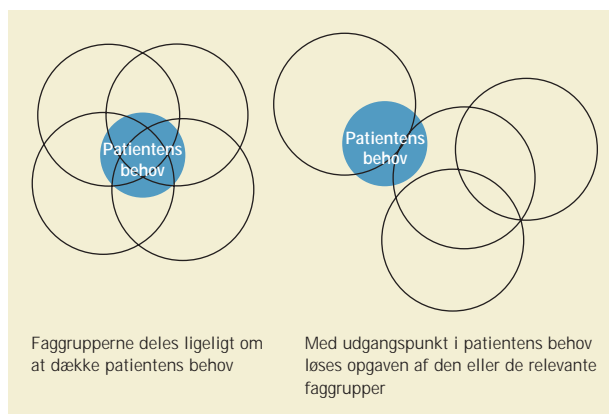 Patientens
behov
Patientens
behov
Faggrupperne deles ligeligt om
at dække patientens behov
Med udgangspunkt i patientens behov
løses opgaven af den eller de relevante
faggrupper